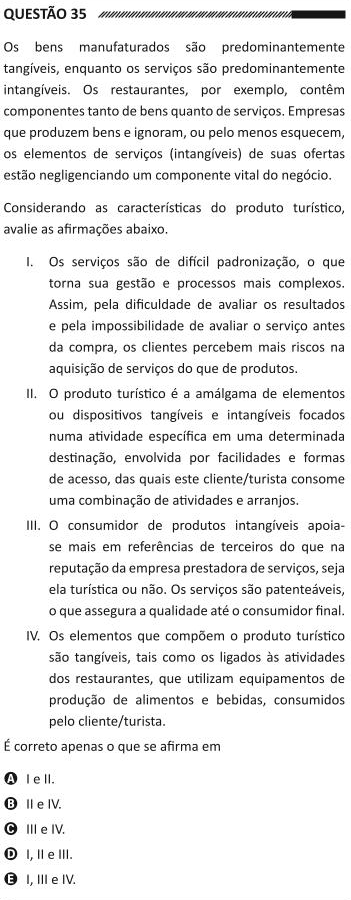 QUESTÃO 35
Os bens manufaturados são predominantemente
tangíveis, enquanto os serviços são predominantemente
intangíveis. Os restaurantes, por exemplo, contêm
componentes tanto de bens quanto de serviços. Empresas
que produzem bens e ignoram, ou pelo menos esquecem,
os elementos de serviços (intangíveis) de suas ofertas
estão negligenciando um componente vital do negócio.
Considerando as características do produto turístico,
avalie as afirmações abaixo.
I. Os serviços são de difícil padronização, o que
torna sua gestão e processos mais complexos.
Assim, pela dificuldade de avaliar os resultados
e pela impossibilidade de avaliar o serviço antes
da compra, os clientes percebem mais riscos na
aquisição de serviços do que de produtos.
II. O produto turístico é a amálgama de elementos
ou dispositivos tangíveis e intangíveis focados
numa atividade específica em uma determinada
destinação, envolvida por facilidades e formas
de acesso, das quais este cliente/turista consome
uma combinação de atividades e arranjos.
III. O consumidor de produtos intangíveis apoia-
se mais em referências de terceiros do que na
reputação da empresa prestadora de serviços, seja
ela turística ou não. Os serviços são patenteáveis,
o que assegura a qualidade até o consumidor final.
IV. Os elementos que compõem o produto turístico
são tangíveis, tais como os ligados às atividades
dos restaurantes, que utilizam equipamentos de
produção de alimentos e bebidas, consumidos
pelo cliente/turista.
É correto apenas o que se afirma em
A I e II.
B II e IV.
C III e IV.
D I, II e III.
E I, III e IV.